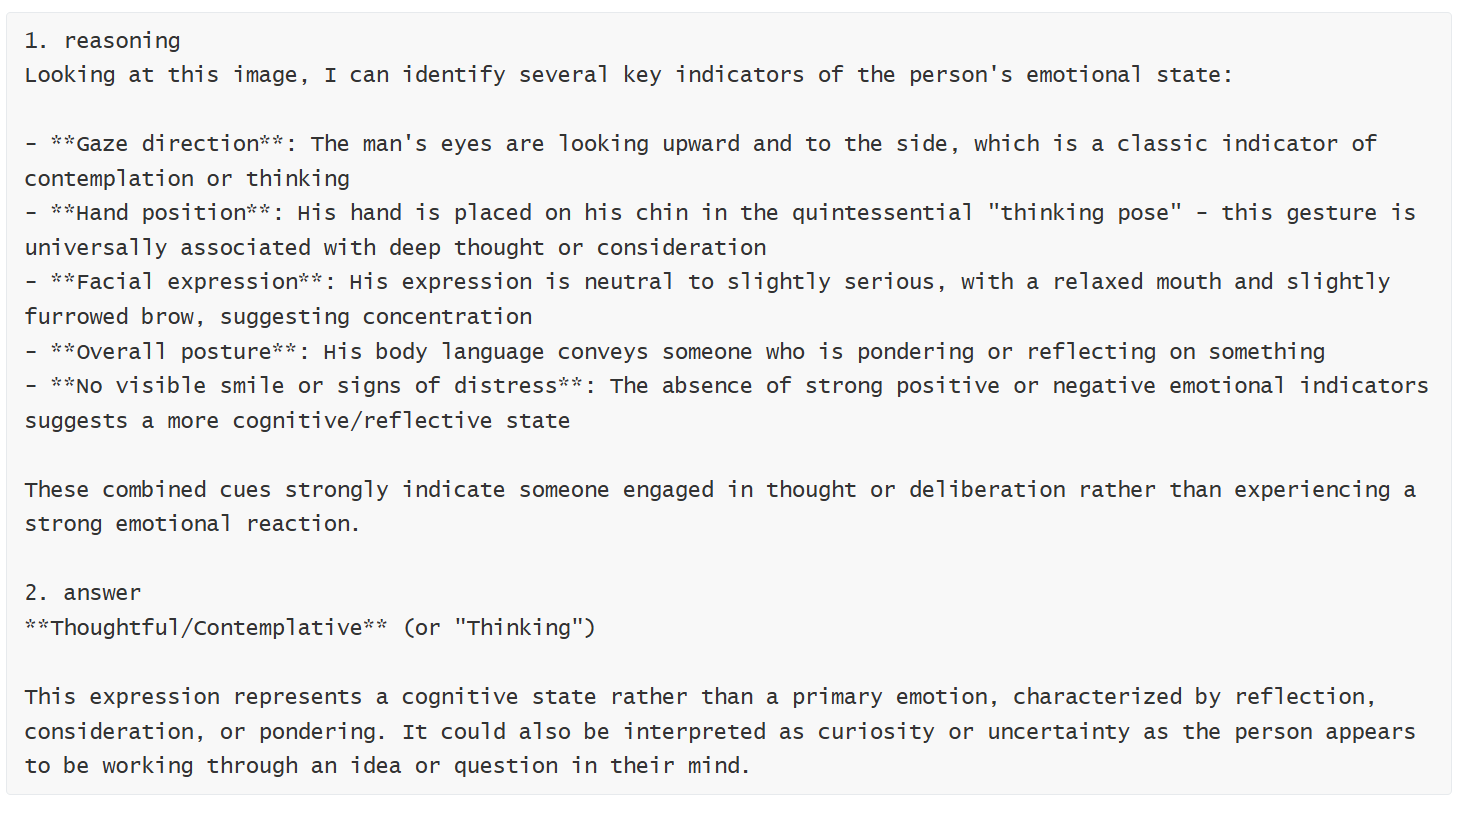 1. reasoning
Looking at this image, I can identify several key indicators of the person's emotional state:
- **Gaze direction**: The man's eyes are looking upward and to the side, which is a classic indicator of
contemplation or thinking
- **Hand position**: His hand is placed on his chin in the quintessential "thinking pose" - this gesture is
universally associated with deep thought or consideration
- **Facial expression**: His expression is neutral to slightly serious, with a relaxed mouth and slightly
furrowed brow, suggesting concentration
- **Overall posture**: His body language conveys someone who is pondering or reflecting on something
- **No visible smile or signs of distress**: The absence of strong positive or negative emotional indicators
suggests a more cognitive/reflective state
These combined cues strongly indicate someone engaged in thought or deliberation rather than experiencing a
strong emotional reaction.
2. answer
**Thoughtful/Contemplative** (or "Thinking")
This expression represents a cognitive state rather than a primary emotion, characterized by reflection,
consideration, or pondering. It could also be interpreted as curiosity or uncertainty as the person appears
to be working through an idea or question in their mind.